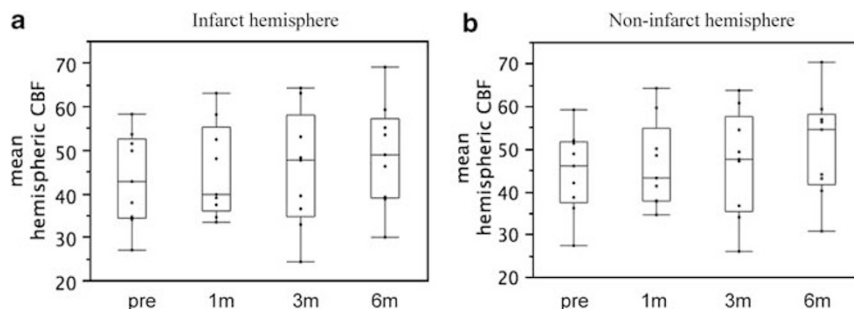 a
Infarct hemisphere
mean
hemispheric CBF
70
60
50
40
30
20
pre 1m 3m 6m
b
Non-infarct hemisphere
mean
hemispheric CBF
70
60
50
40
30
20
pre 1m 3m 6m